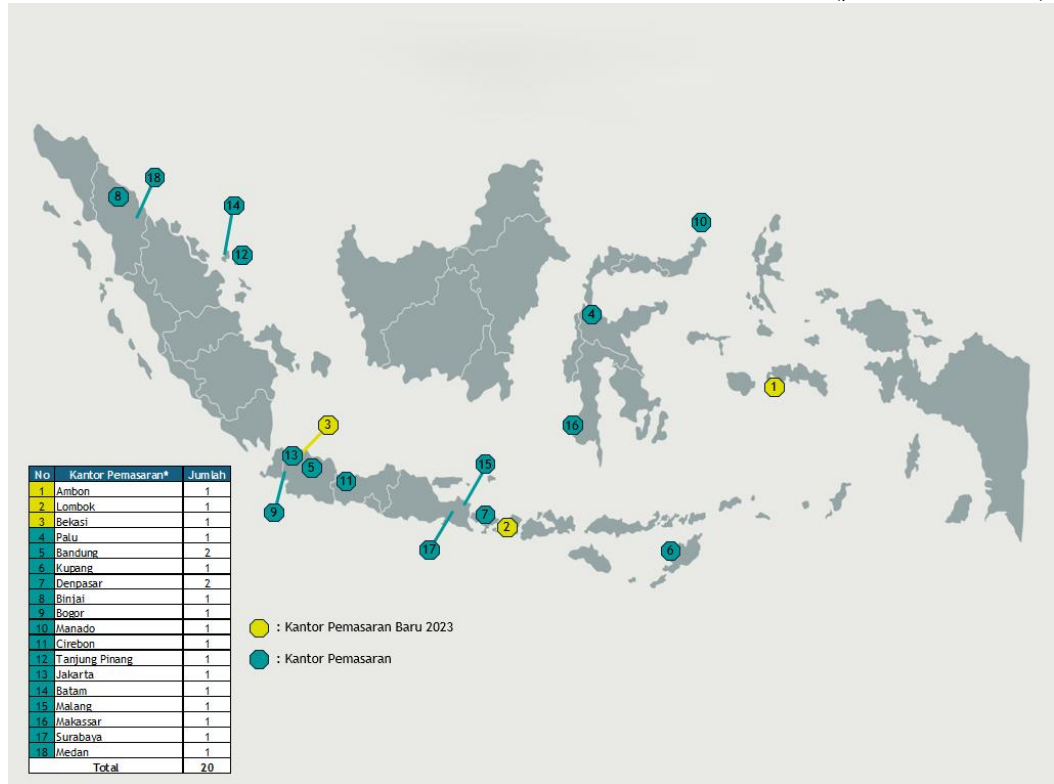 18
8
14
10
12
4
1
3
16
13
15
5
11
9
7
2
17
6
No Kantor Pemasaran* Jumlah
1 Ambon 1
2 Lombok 1
3 Bekasi 1
4 Palu 1
5 Bandung 2
6 Kupang 1
7 Denpasar 2
8 Binjai 1
9 Bogor 1
10 Manado 1
11 Cirebon 1
12 Tanjung Pinang 1
13 Jakarta 1
14 Batam 1
15 Malang 1
16 Makassar 1
17 Surabaya 1
18 Medan 1
Total 20
: Kantor Pemasaran Baru 2023
: Kantor Pemasaran